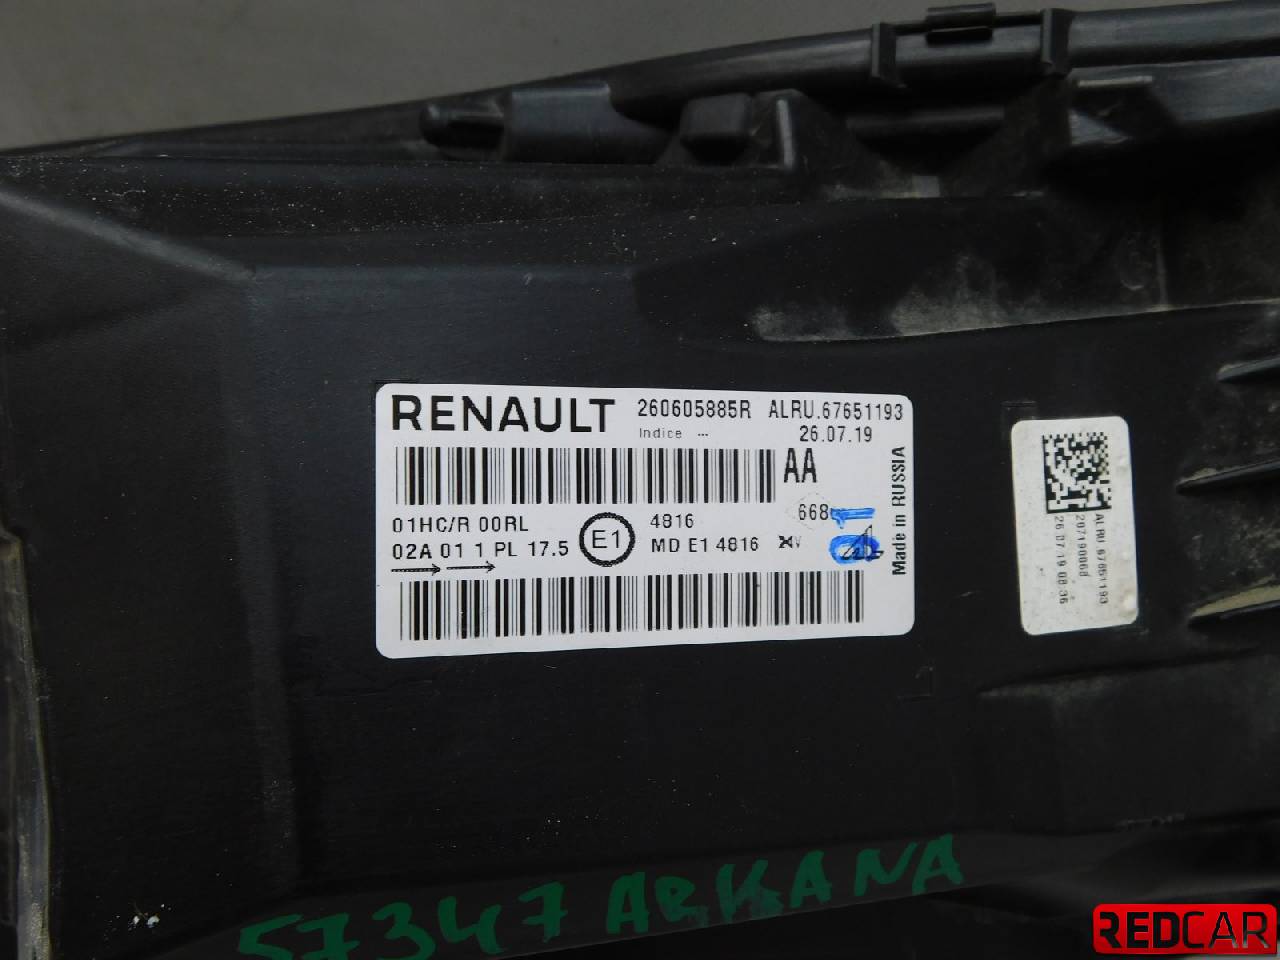 RENAULT 260605885R ALRU.67651193
Indice --- 26.07.19
AA
01HC/R 00RL 4816 668
02A 01 1 PL 17.5 E1 MD E1 4816
Made in RUSSIA
ALRU.67651193
207190068
26 07 19 08:36
57347 ARKANA
REDCAR